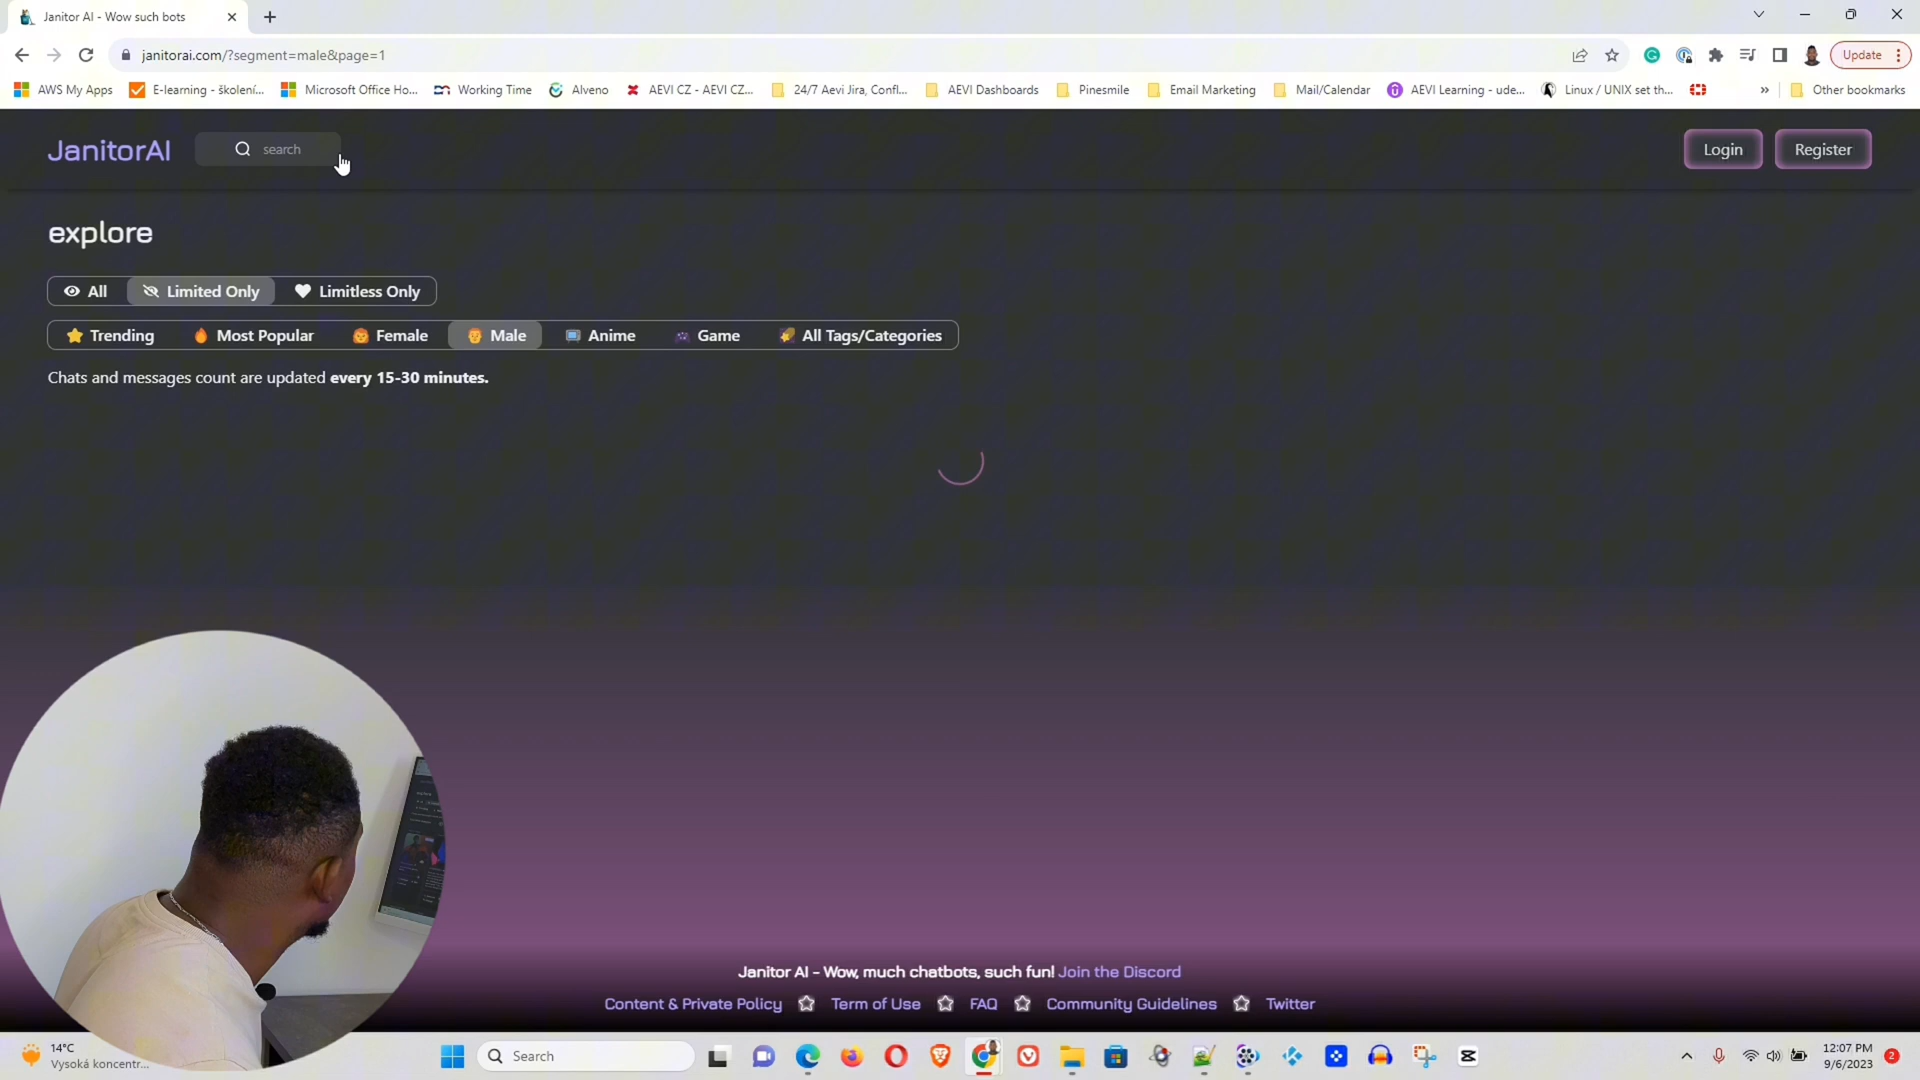 Janitor AI - Wow such bots
janitorai.com/?segment=male&page=1
Update
AWS My Apps
E-learning - školení...
Microsoft Office Ho...
Working Time
Alveno
AEVI CZ - AEVI CZ...
24/7 Aevi Jira, Confl...
AEVI Dashboards
Pinesmile
Email Marketing
Mail/Calendar
AEVI Learning - ude...
Linux / UNIX set th...
»
Other bookmarks
JanitorAI
search
Login
Register
explore
All
Limited Only
Limitless Only
Trending
Most Popular
Female
Male
Anime
Game
All Tags/Categories
Chats and messages count are updated every 15-30 minutes.
Janitor AI - Wow, much chatbots, such fun! Join the Discord
Content & Private Policy
Term of Use
FAQ
Community Guidelines
Twitter
14°C
Vysoká koncentr...
Search
12:07 PM
9/6/2023
2